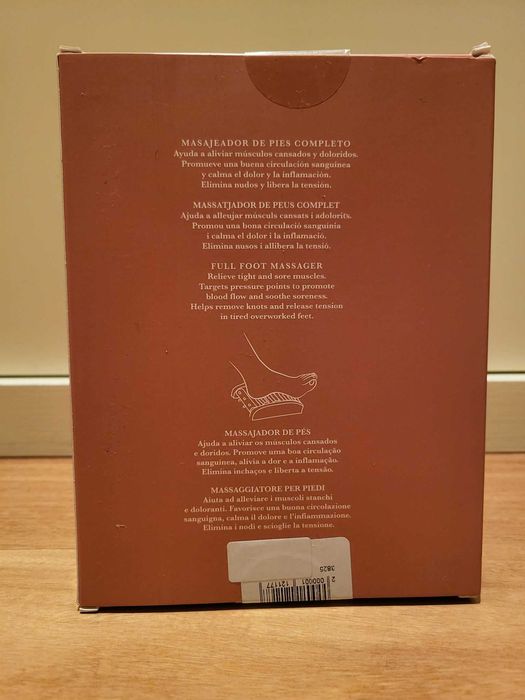 MASAJEADOR DE PIES COMPLETO
Ayuda a aliviar músculos cansados y doloridos.
Promueve una buena circulación sanguínea
y calma el dolor y la inflamación.
Elimina nudos y libera la tensión.
MASSATJADOR DE PEUS COMPLET
Ajuda a alleujar músculs cansats i adolorits.
Promou una bona circulació sanguínia
i calma el dolor i la inflamació.
Elimina nusos i allibera la tensió.
FULL FOOT MASSAGER
Relieve tight and sore muscles.
Targets pressure points to promote
blood flow and soothe soreness.
Helps remove knots and release tension
in tired overworked feet.
MASSAJADOR DE PÉS
Ajuda a aliviar os músculos cansados
e doridos. Promove uma boa circulação
sanguínea, alivia a dor e a inflamação.
Elimina inchaços e liberta a tensão.
MASSAGGIATORE PER PIEDI
Aiuta ad alleviare i muscoli stanchi
e doloranti. Favorisce una buona circolazione
sanguigna, calma il dolore e l'infiammazione.
Elimina i nodi e scioglie la tensione.
3825
2 000001 121177